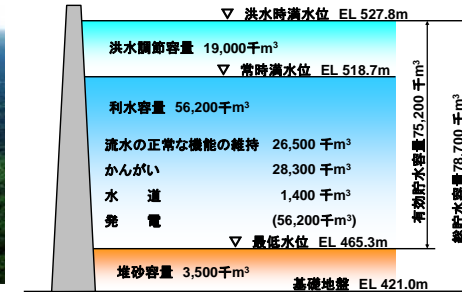 ▽ 洪水時満水位 EL 527.8m
洪水調節容量 19,000千m³
▽ 常時満水位 EL 518.7m
利水容量 56,200千m³
流水の正常な機能の維持 26,500 千m³
かんがい 28,300 千m³
水 道 1,400 千m³
発 電 (56,200千m³)
▽ 最低水位 EL 465.3m
堆砂容量 3,500千m³
基礎地盤 EL 421.0m
有効貯水容量75,200 千m³
総貯水容量78,700 千m³